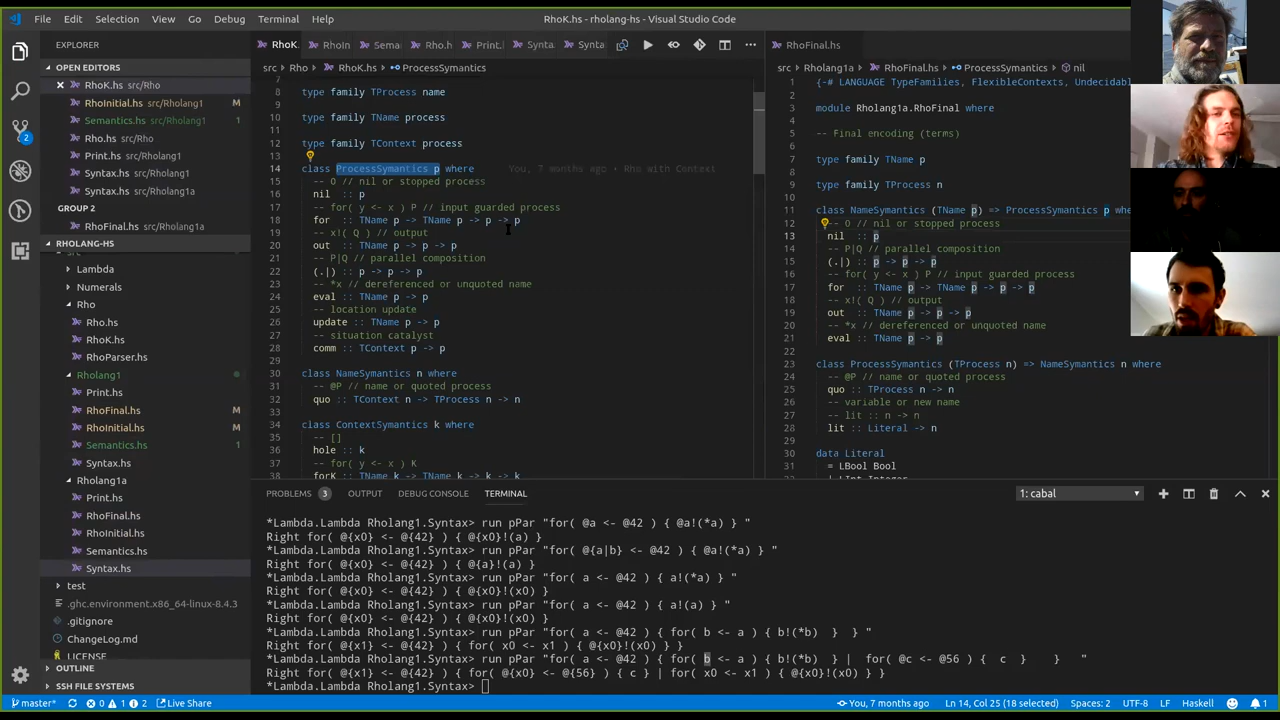 File Edit Selection View Go Debug Terminal Help
RhoK.hs - rholang-hs - Visual Studio Code
EXPLORER
OPEN EDITORS
RhoK.hs src/Rho
RhoInitial.hs src/Rholang1 M
Semantics.hs src/Rholang1 1
Rho.hs src/Rho
Print.hs src/Rholang1
Syntax.hs src/Rholang1
Syntax.hs src/Rholang1a
GROUP 2
RhoFinal.hs src/Rholang1a
RHOLANG-HS
src
Lambda
Numerals
Rho
Rho.hs
RhoK.hs
RhoParser.hs
Rholang1
Print.hs
RhoFinal.hs M
RhoInitial.hs M
Semantics.hs 1
Syntax.hs
Rholang1a
Print.hs
RhoFinal.hs
RhoInitial.hs
Semantics.hs
Syntax.hs
test
.ghc.environment.x86_64-linux-8.4.3
.gitignore
ChangeLog.md
LICENSE
OUTLINE
SSH FILE SYSTEMS
2
RhoK. RhoIn Sema Rho.h Print. Synta Synta
src Rho RhoK.hs ProcessSymantics
7
8 type family TProcess name
9
10 type family TName process
11
12 type family TContext process
13
14 class ProcessSymantics p where You, 7 months ago • Rho with Context
15 -- 0 // nil or stopped process
16 nil :: p
17 -- for( y <- x ) P // input guarded process
18 for :: TName p -> TName p -> p -> p
19 -- x!( Q ) // output
20 out :: TName p -> p -> p
21 -- P|Q // parallel composition
22 (.|) :: p -> p -> p
23 -- *x // dereferenced or unquoted name
24 eval :: TName p -> p
25 -- location update
26 update :: TName p -> p
27 -- situation catalyst
28 comm :: TContext p -> p
29
30 class NameSymantics n where
31 -- @P // name or quoted process
32 quo :: TContext n -> TProcess n -> n
33
34 class ContextSymantics k where
35 -- []
36 hole :: k
37 -- for( y <- x ) K
38 forK :: TName k -> TName k -> k -> k
RhoFinal.hs
src Rholang1a RhoFinal.hs ProcessSymantics nil
1 {-# LANGUAGE TypeFamilies, FlexibleContexts, Undecidab
2
3 module Rholang1a.RhoFinal where
4
5 -- Final encoding (terms)
6
7 type family TName p
8
9 type family TProcess n
10
11 class NameSymantics (TName p) => ProcessSymantics p whe
12 -- 0 // nil or stopped process
13 nil :: p
14 -- P|Q // parallel composition
15 (.|) :: p -> p -> p
16 -- for( y <- x ) P // input guarded process
17 for :: TName p -> TName p -> p -> p
18 -- x!( Q ) // output
19 out :: TName p -> p -> p
20 -- *x // dereferenced or unquoted name
21 eval :: TName p -> p
22
23 class ProcessSymantics (TProcess n) => NameSymantics n where
24 -- @P // name or quoted process
25 quo :: TProcess n -> n
26 -- variable or new name
27 -- lit :: n -> n
28 lit :: Literal -> n
29
30 data Literal
31 = LBool Bool
PROBLEMS 3 OUTPUT DEBUG CONSOLE TERMINAL
1: cabal
*Lambda.Lambda Rholang1.Syntax> run pPar "for( @a <- @42 ) { @a!(*a) } "
Right for( @{x0} <- @{42} ) { @{x0}!(a) }
*Lambda.Lambda Rholang1.Syntax> run pPar "for( @{a|b} <- @42 ) { @a!(*a) } "
Right for( @{x0} <- @{42} ) { @{a}!(a) }
*Lambda.Lambda Rholang1.Syntax> run pPar "for( a <- @42 ) { a!(*a) } "
Right for( @{x0} <- @{42} ) { @{x0}!(x0) }
*Lambda.Lambda Rholang1.Syntax> run pPar "for( a <- @42 ) { a!(a) } "
Right for( @{x0} <- @{42} ) { @{x0}!(x0) }
*Lambda.Lambda Rholang1.Syntax> run pPar "for( a <- @42 ) { for( b <- a ) { b!(*b) } } "
Right for( @{x1} <- @{42} ) { for( x0 <- x1 ) { @{x0}!(x0) } }
*Lambda.Lambda Rholang1.Syntax> run pPar "for( a <- @42 ) { for( b <- a ) { b!(*b) } | for( @c <- @56 ) { c } } "
Right for( @{x1} <- @{42} ) { for( @{x0} <- @{56} ) { c } | for( x0 <- x1 ) { @{x0}!(x0) } }
*Lambda.Lambda Rholang1.Syntax>
master* 0 1 2 Live Share
You, 7 months ago Ln 14, Col 25 (18 selected) Spaces: 2 UTF-8 LF Haskell 1